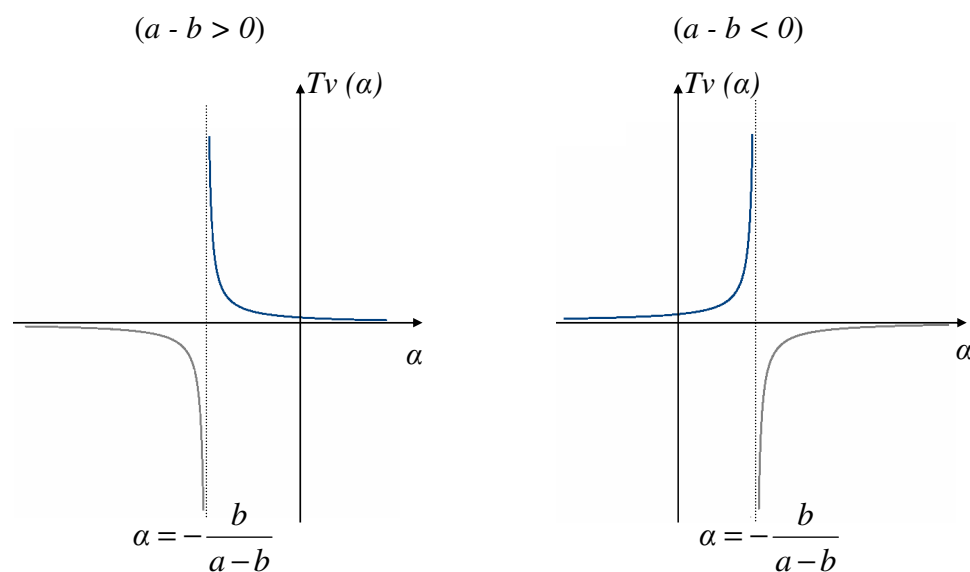 (a - b > 0)
(a - b < 0)
Tv (α)
Tv (α)
α
α
α = - b / a - b
α = - b / a - b